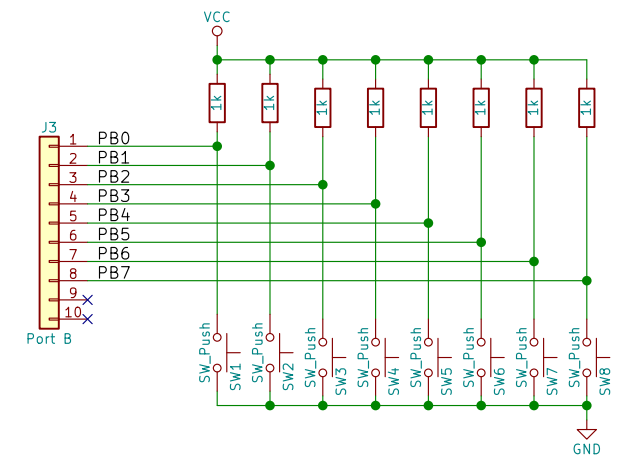 VCC
1k 1k 1k 1k 1k 1k 1k 1k
J3
1 PB0
2 PB1
3 PB2
4 PB3
5 PB4
6 PB5
7 PB6
8 PB7
9
10
Port B
SW_Push SW1
SW_Push SW2
SW_Push SW3
SW_Push SW4
SW_Push SW5
SW_Push SW6
SW_Push SW7
SW_Push SW8
GND